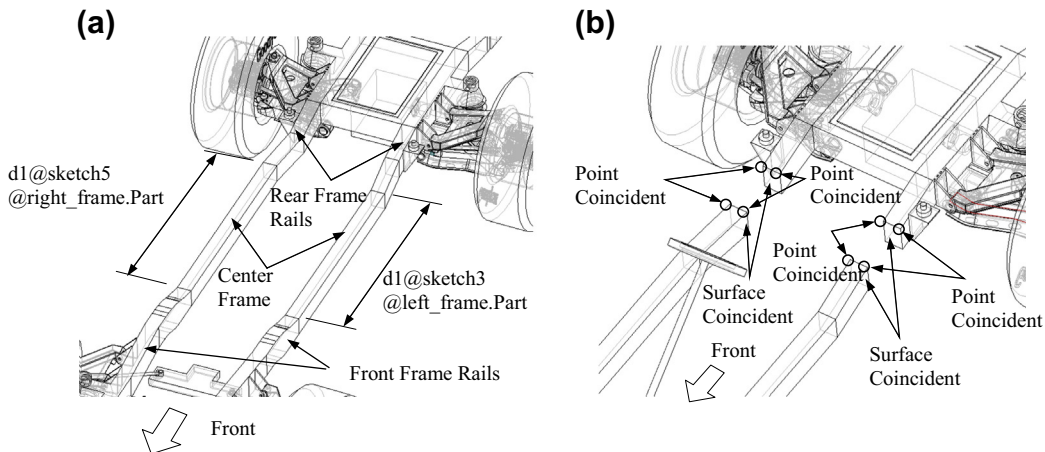 (a)
d1@sketch5
@right_frame.Part
Rear Frame
Rails
Center
Frame
d1@sketch3
@left_frame.Part
Front Frame Rails
Front
(b)
Point
Coincident
Point
Coincident
Point
Coincident
Surface
Coincident
Point
Coincident
Front
Surface
Coincident